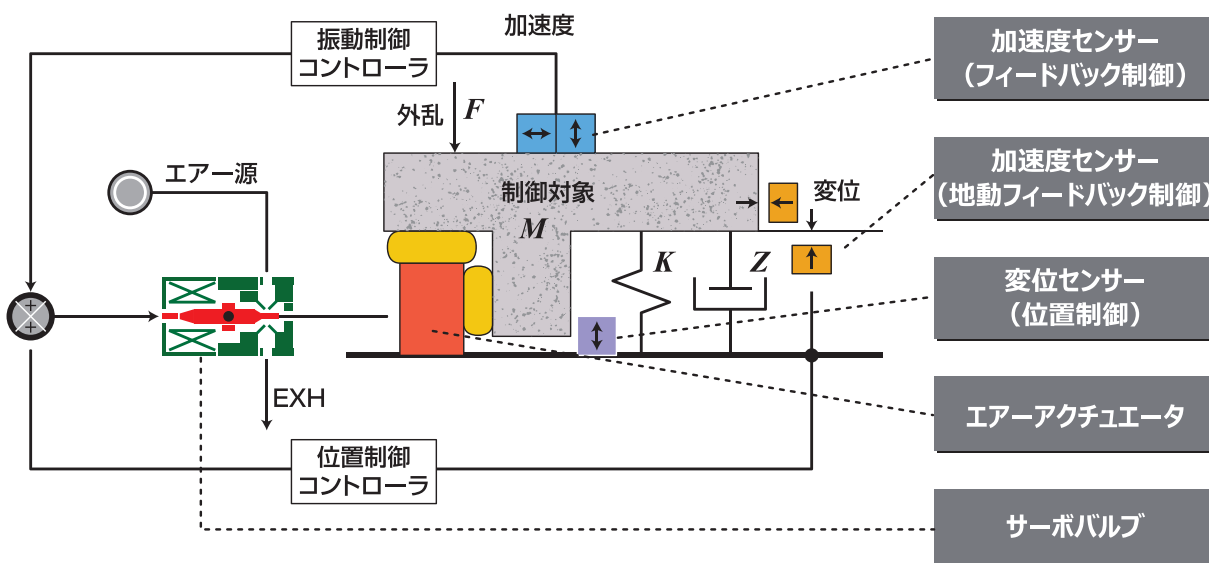 加速度
振動制御
コントローラ
外乱
F
エアー源
制御対象
M
変位
K
Z
+
+
EXH
位置制御
コントローラ
加速度センサー
（フィードバック制御）
加速度センサー
（地動フィードバック制御）
変位センサー
（位置制御）
エアーアクチュエータ
サーボバルブ